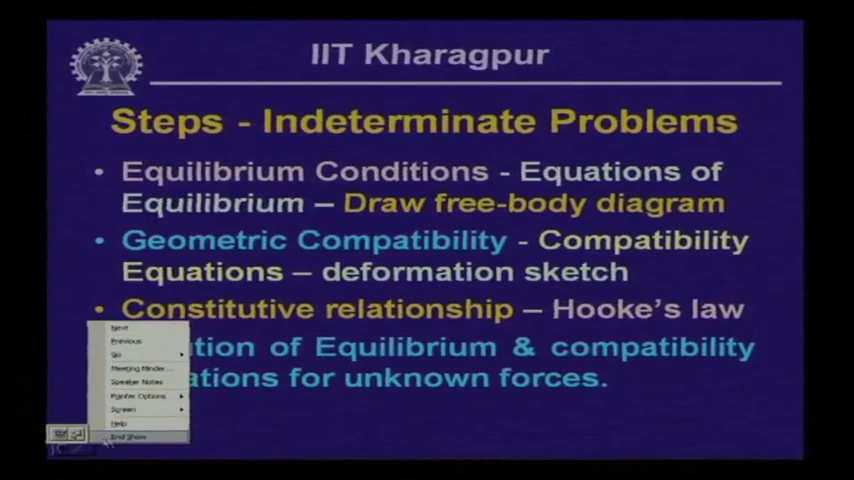 IIT Kharagpur
Steps - Indeterminate Problems
• Equilibrium Conditions - Equations of
Equilibrium – Draw free-body diagram
• Geometric Compatibility - Compatibility
Equations – deformation sketch
• Constitutive relationship – Hooke's law
ution of Equilibrium & compatibility
ations for unknown forces.
Next
Previous
Go
Meeting Minder...
Speaker Notes
Pointer Options
Screen
Help
End Show